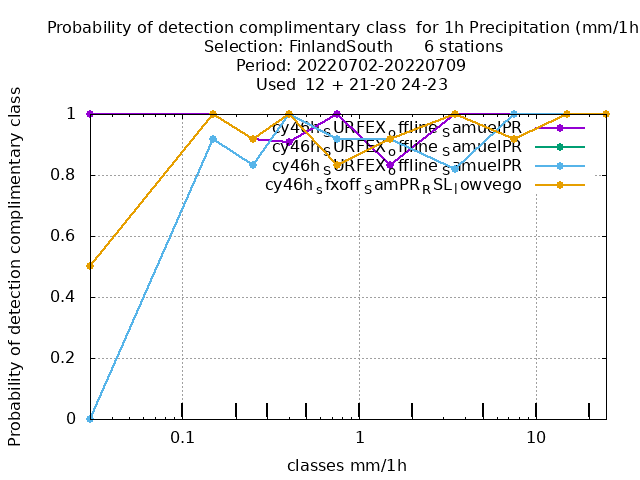 Probability of detection complimentary class  for 1h Precipitation (mm/1h
Selection: FinlandSouth      6 stations
Period: 20220702-20220709
Used  12 + 21-20 24-23
Probability of detection complimentary class
1
0.8
0.6
0.4
0.2
0
cy46h_SURFEX_offline_samuelPR
cy46h_SURFEX_offline_samuelPR
cy46h_SURFEX_offline_samuelPR
cy46h_sfxoff_samPR_RSL_lowvego
0.1
1
10
classes mm/1h